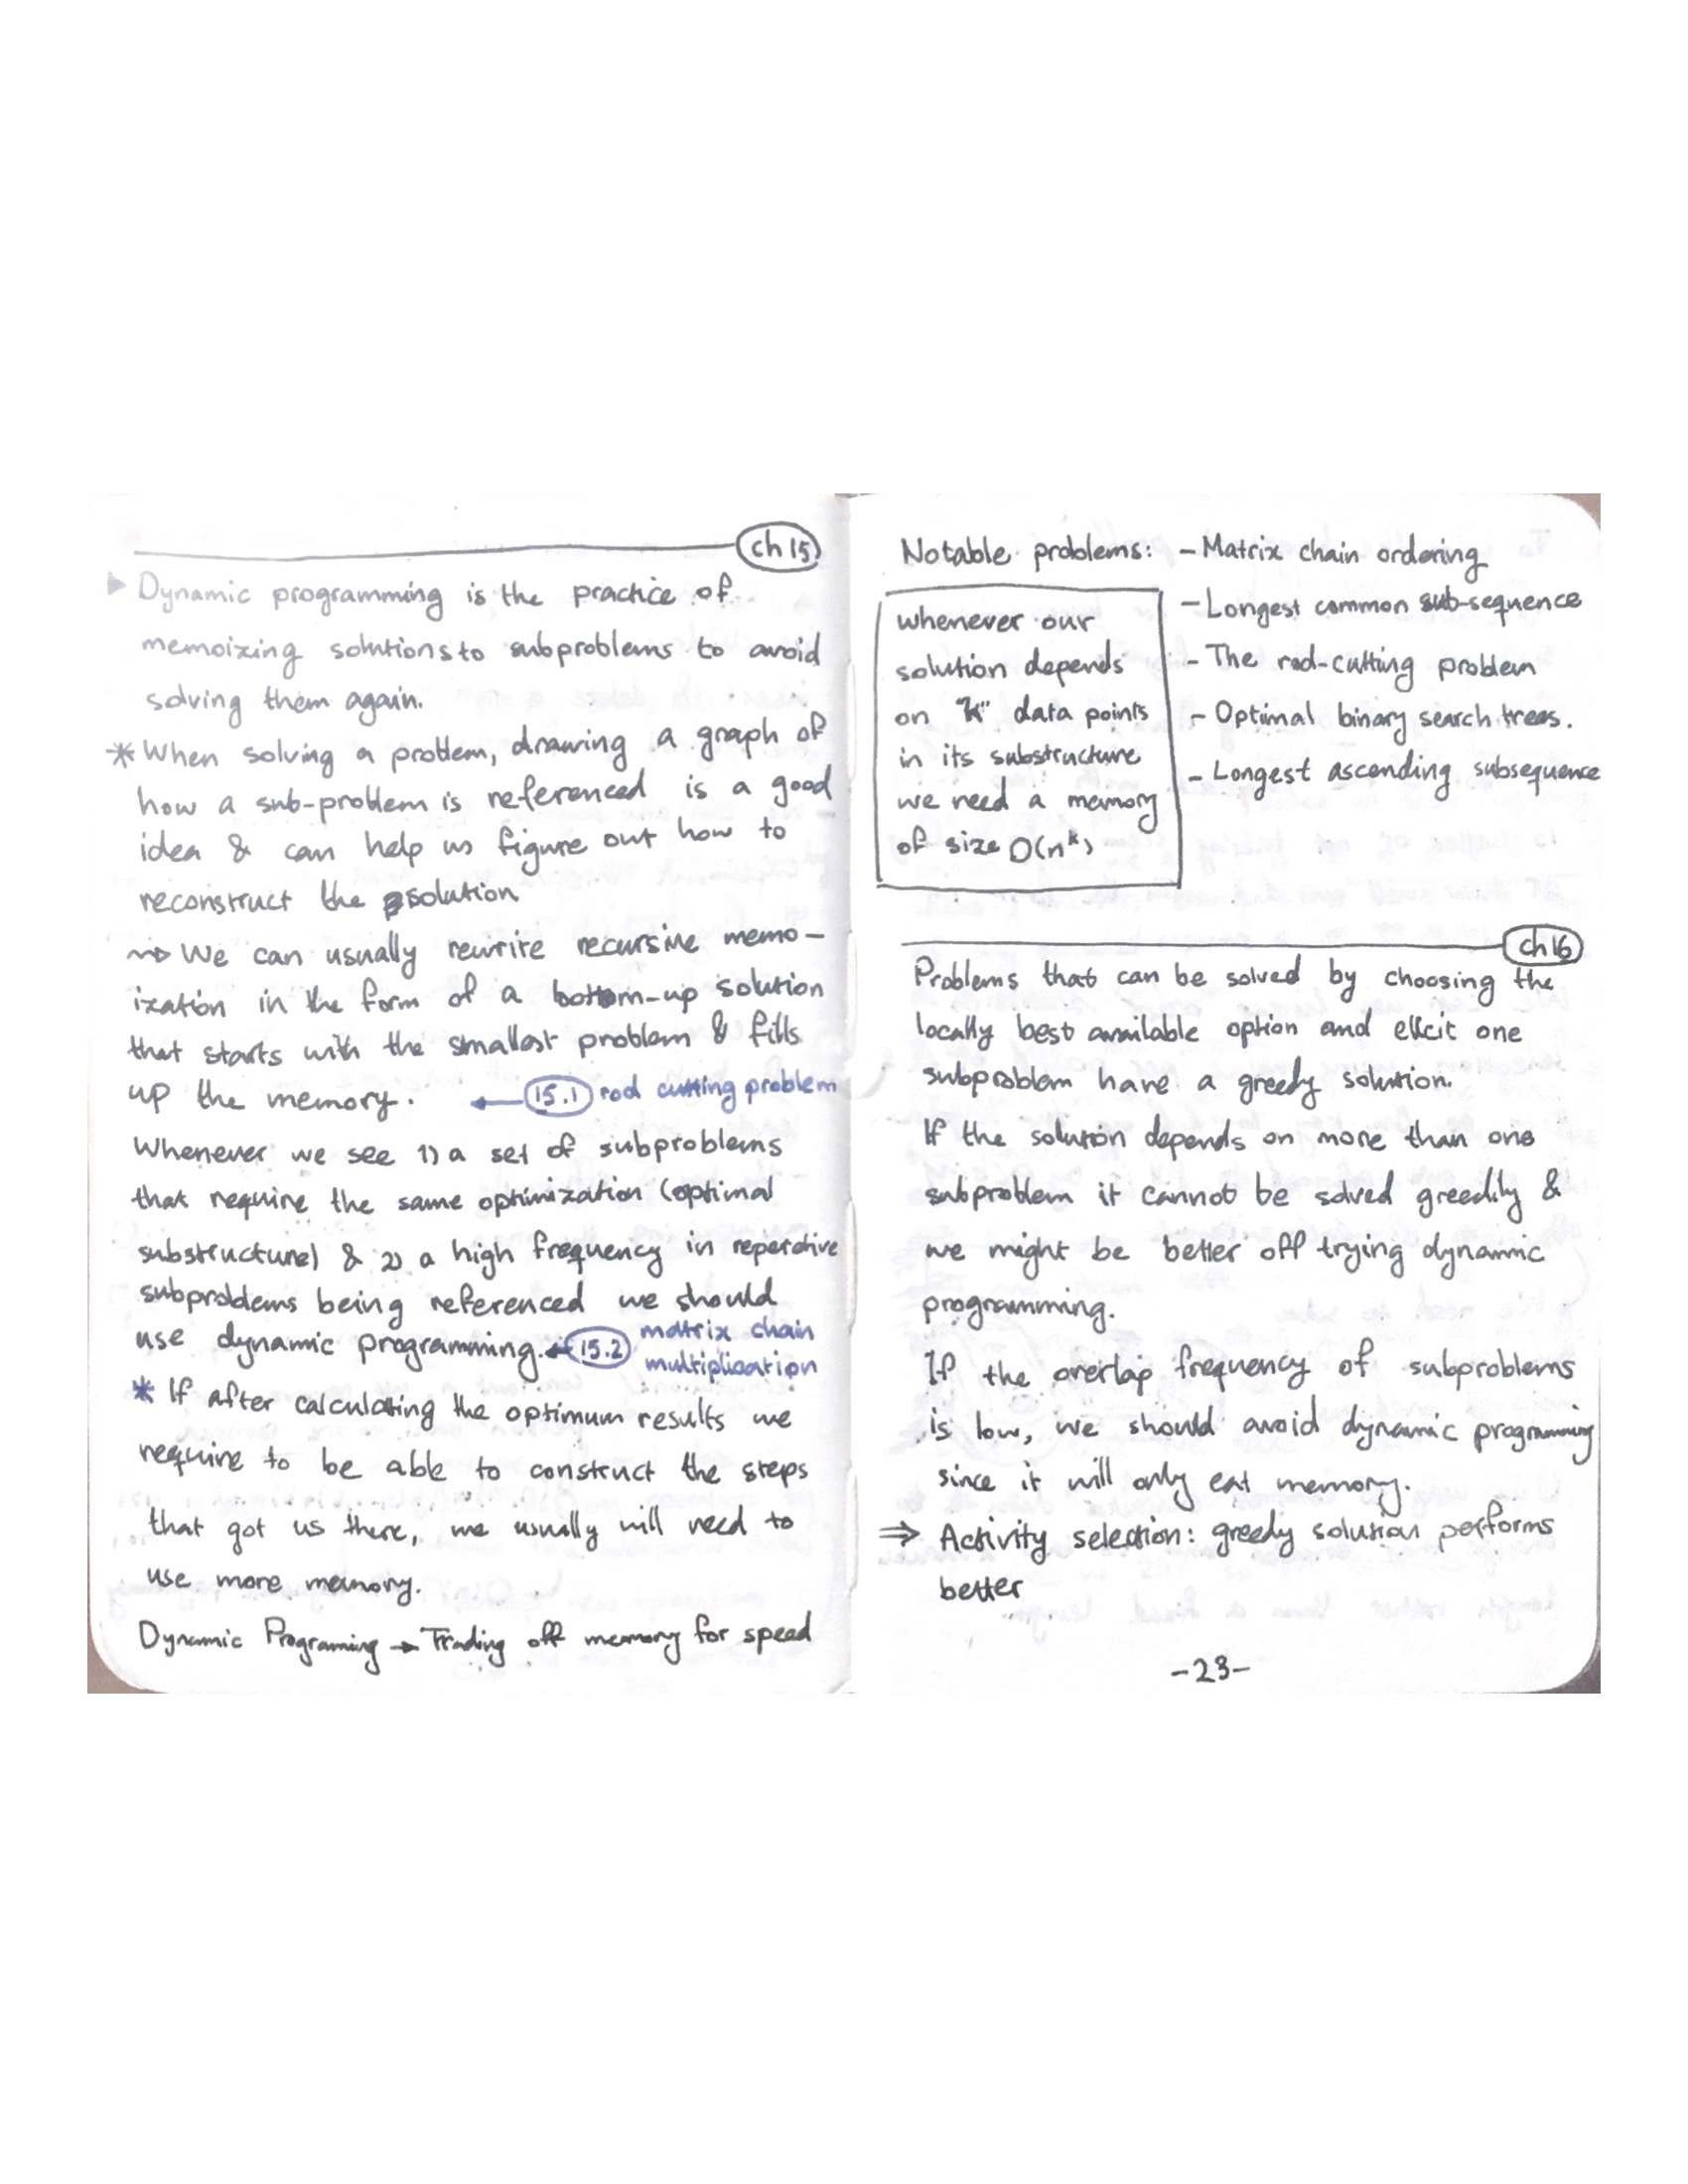 ch 15
Dynamic programming is the practice of
memoizing solutions to subproblems to avoid
solving them again.
* When solving a problem, drawing a graph of
how a sub-problem is referenced is a good
idea & can help us figure out how to
reconstruct the solution
⇝ We can usually rewrite recursive memo-
ization in the form of a bottom-up solution
that starts with the smallest problem & fills
up the memory. ← 15.1 rod cutting problem
Whenever we see 1) a set of subproblems
that require the same optimization (optimal
substructure) & 2) a high frequency in repetitive
subproblems being referenced we should
use dynamic programming. ← 15.2 matrix chain
multiplication
* If after calculating the optimum results we
require to be able to construct the steps
that got us there, we usually will need to
use more memory.
Dynamic Programing → Trading off memory for speed
Notable problems: - Matrix chain ordering
- Longest common sub-sequence
- The rod-cutting problem
- Optimal binary search trees.
- Longest ascending subsequence
whenever our
solution depends
on "k" data points
in its substructure
we need a memory
of size O(n^k)
ch 16
Problems that can be solved by choosing the
locally best available option and elicit one
subproblem have a greedy solution.
If the solution depends on more than one
subproblem it cannot be solved greedily &
we might be better off trying dynamic
programming.
If the overlap frequency of subproblems
is low, we should avoid dynamic programming
since it will only eat memory.
⇒ Activity selection: greedy solution performs
better
-23-